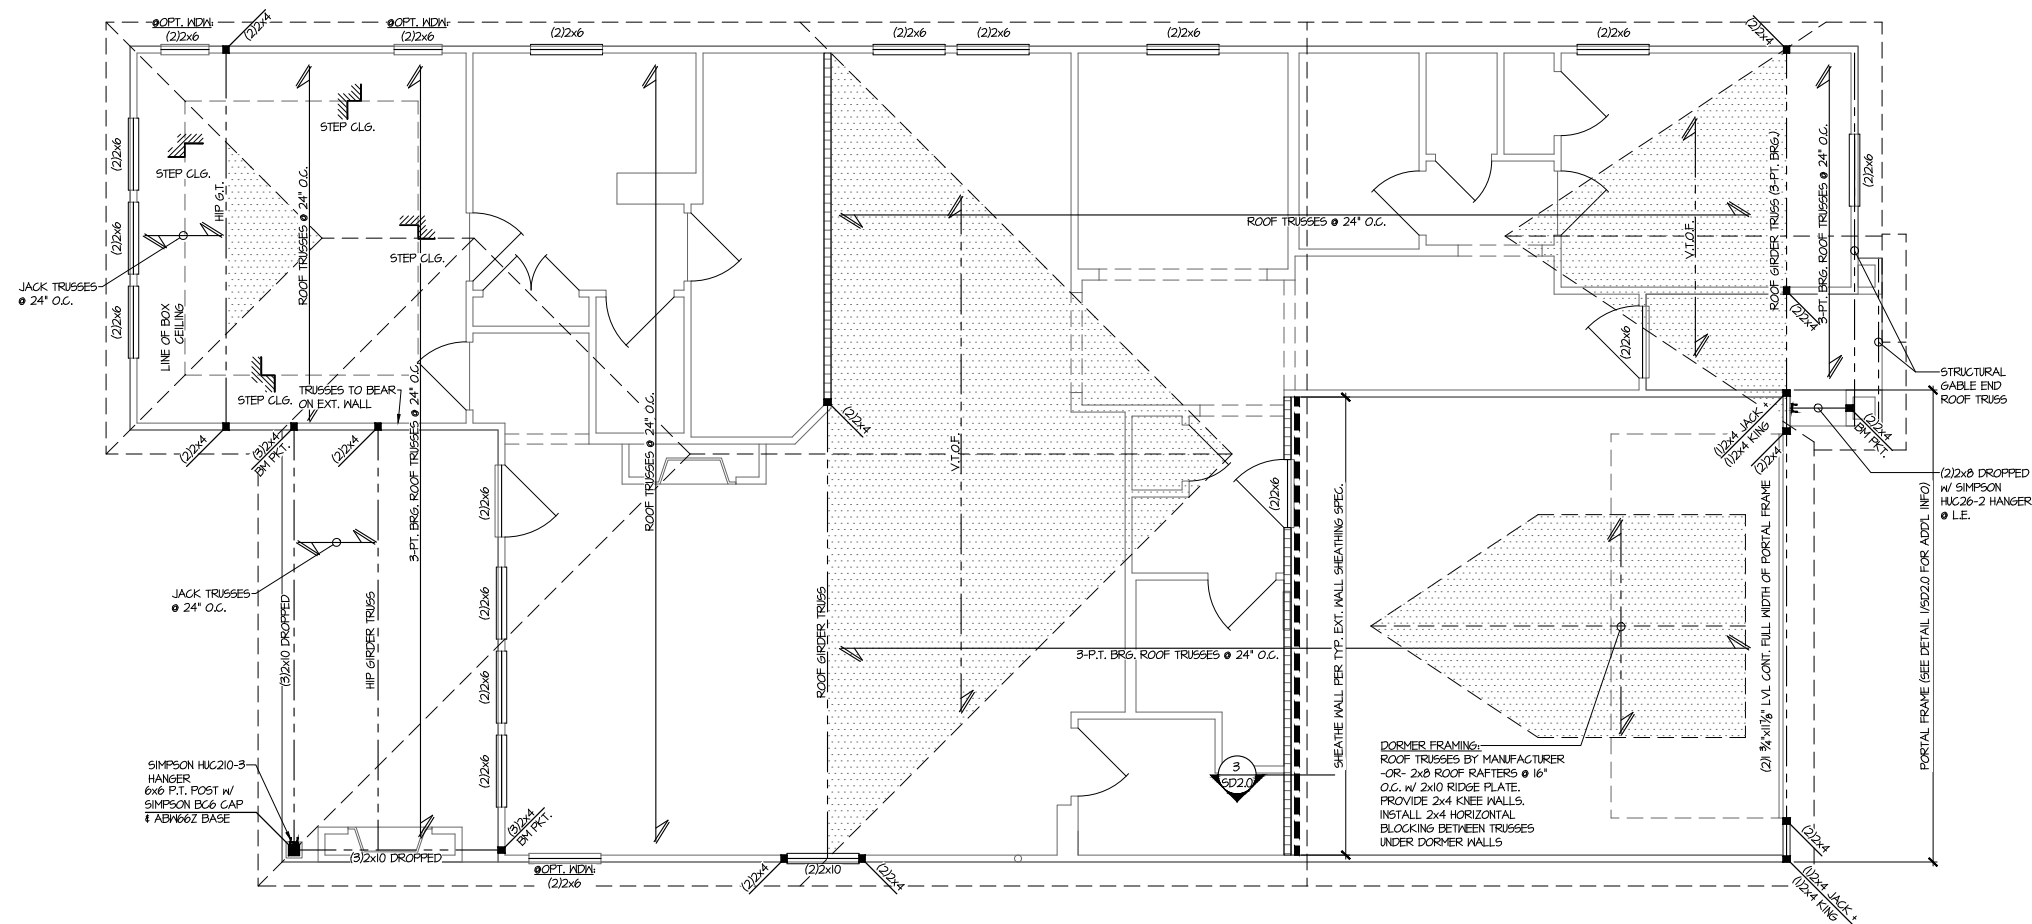 @OPT. WDW:
(2)2x6
(2)2x4
@OPT. WDW:
(2)2x6
(2)2x6
(2)2x6
(2)2x6
(2)2x6
(2)2x6
(2)2x4
STEP CLG.
STEP CLG.
STEP CLG.
STEP CLG.
(2)2x6
(2)2x6
(2)2x6
HIP G.T.
ROOF TRUSSES @ 24" O.C.
JACK TRUSSES
@ 24" O.C.
LINE OF BOX
CEILING
TRUSSES TO BEAR
ON EXT. WALL
3-PT. BRG. ROOF TRUSSES @ 24" O.C.
ROOF TRUSSES @ 24" O.C.
(2)2x4
(3)2x4
BM PKT.
(2)2x4
(2)2x4
V.T.O.F.
ROOF TRUSSES @ 24" O.C.
V.T.O.F.
ROOF GIRDER TRUSS (3-PT. BRG.)
3-PT. BRG. ROOF TRUSSES @ 24" O.C.
(2)2x6
(2)2x4
(2)2x6
STRUCTURAL
GABLE END
ROOF TRUSS
(1)2x4 JACK +
(1)2x4 KING
(2)2x4
(2)2x4
BM PKT.
(2)2x8 DROPPED
W/ SIMPSON
HUC26-2 HANGER
@ L.E.
(2)2x6
(2)2x6
(2)2x6
(2)2x6
(2)2x6
JACK TRUSSES
@ 24" O.C.
(3)2x10 DROPPED
HIP GIRDER TRUSS
ROOF GIRDER TRUSS
3-P.T. BRG. ROOF TRUSSES @ 24" O.C.
SHEATHE WALL PER TYP. EXT. WALL SHEATHING SPEC.
(2)1 3/4"x11 7/8" LVL CONT. FULL WIDTH OF PORTAL FRAME
PORTAL FRAME (SEE DETAIL 1/SD2.0 FOR ADD'L INFO)
SIMPSON HUC210-3
HANGER
6x6 P.T. POST W/
SIMPSON BC6 CAP
& ABW66Z BASE
(3)2x10 DROPPED
(3)2x4
BM PKT.
@OPT. WDW:
(2)2x6
(2)2x4
(2)2x10
(2)2x4
3
SD2.0
DORMER FRAMING:
ROOF TRUSSES BY MANUFACTURER
-OR- 2x8 ROOF RAFTERS @ 16"
O.C. W/ 2x10 RIDGE PLATE.
PROVIDE 2x4 KNEE WALLS.
INSTALL 2x4 HORIZONTAL
BLOCKING BETWEEN TRUSSES
UNDER DORMER WALLS
(2)2x4
(1)2x4 JACK +
(1)2x4 KING